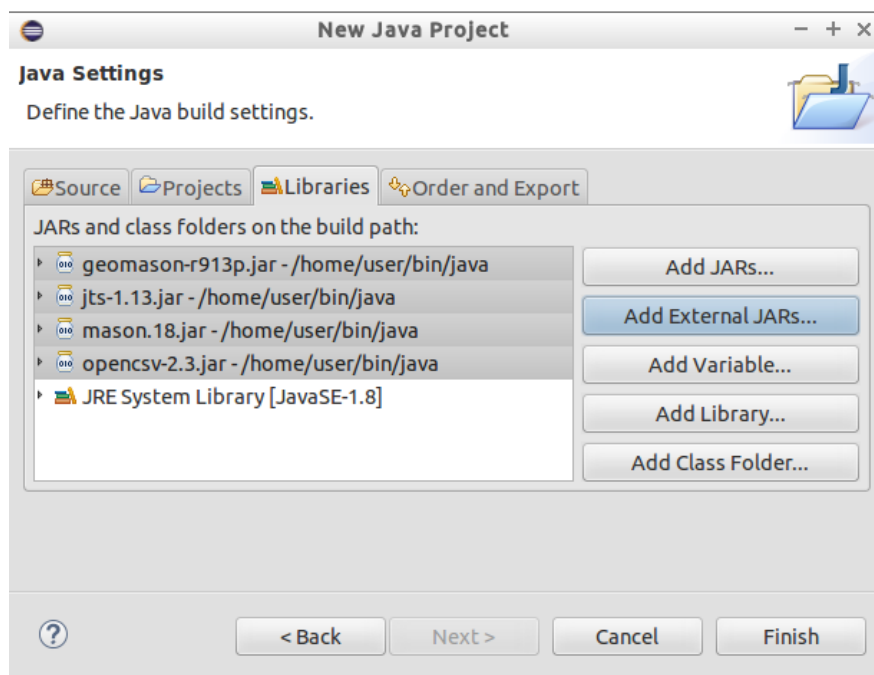 New Java Project
Java Settings
Define the Java build settings.
Source Projects Libraries Order and Export
JARs and class folders on the build path:
geomason-r913p.jar - /home/user/bin/java
jts-1.13.jar - /home/user/bin/java
mason.18.jar - /home/user/bin/java
opencsv-2.3.jar - /home/user/bin/java
JRE System Library [JavaSE-1.8]
Add JARs...
Add External JARs...
Add Variable...
Add Library...
Add Class Folder...
< Back Next > Cancel Finish